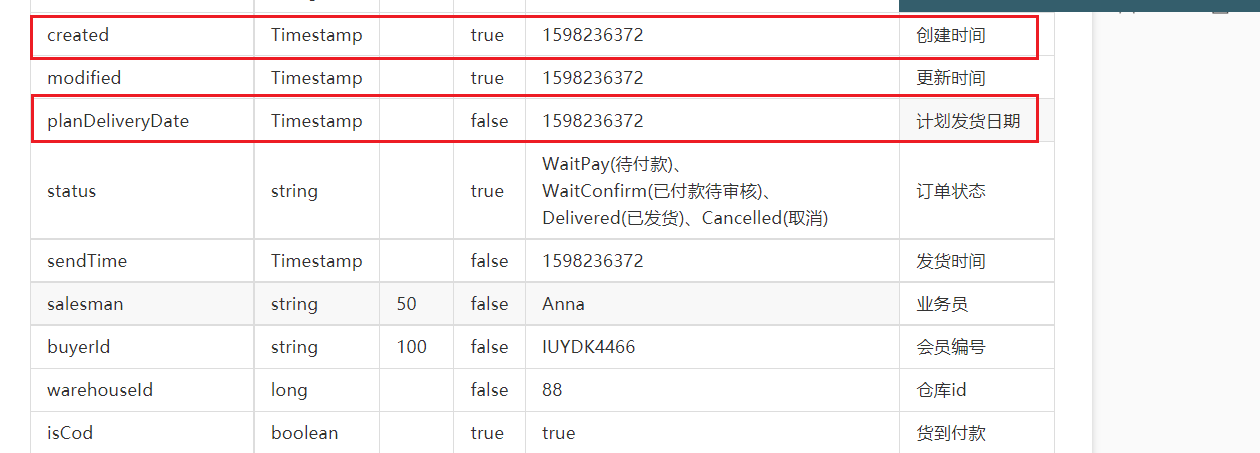 created Timestamp true 1598236372 创建时间
modified Timestamp true 1598236372 更新时间
planDeliveryDate Timestamp false 1598236372 计划发货日期
status string true WaitPay(待付款)、 订单状态
WaitConfirm(已付款待审核)、
Delivered(已发货)、Cancelled(取消)
sendTime Timestamp false 1598236372 发货时间
salesman string 50 false Anna 业务员
buyerId string 100 false IUYDK4466 会员编号
warehouseId long false 88 仓库id
isCod boolean true true 货到付款